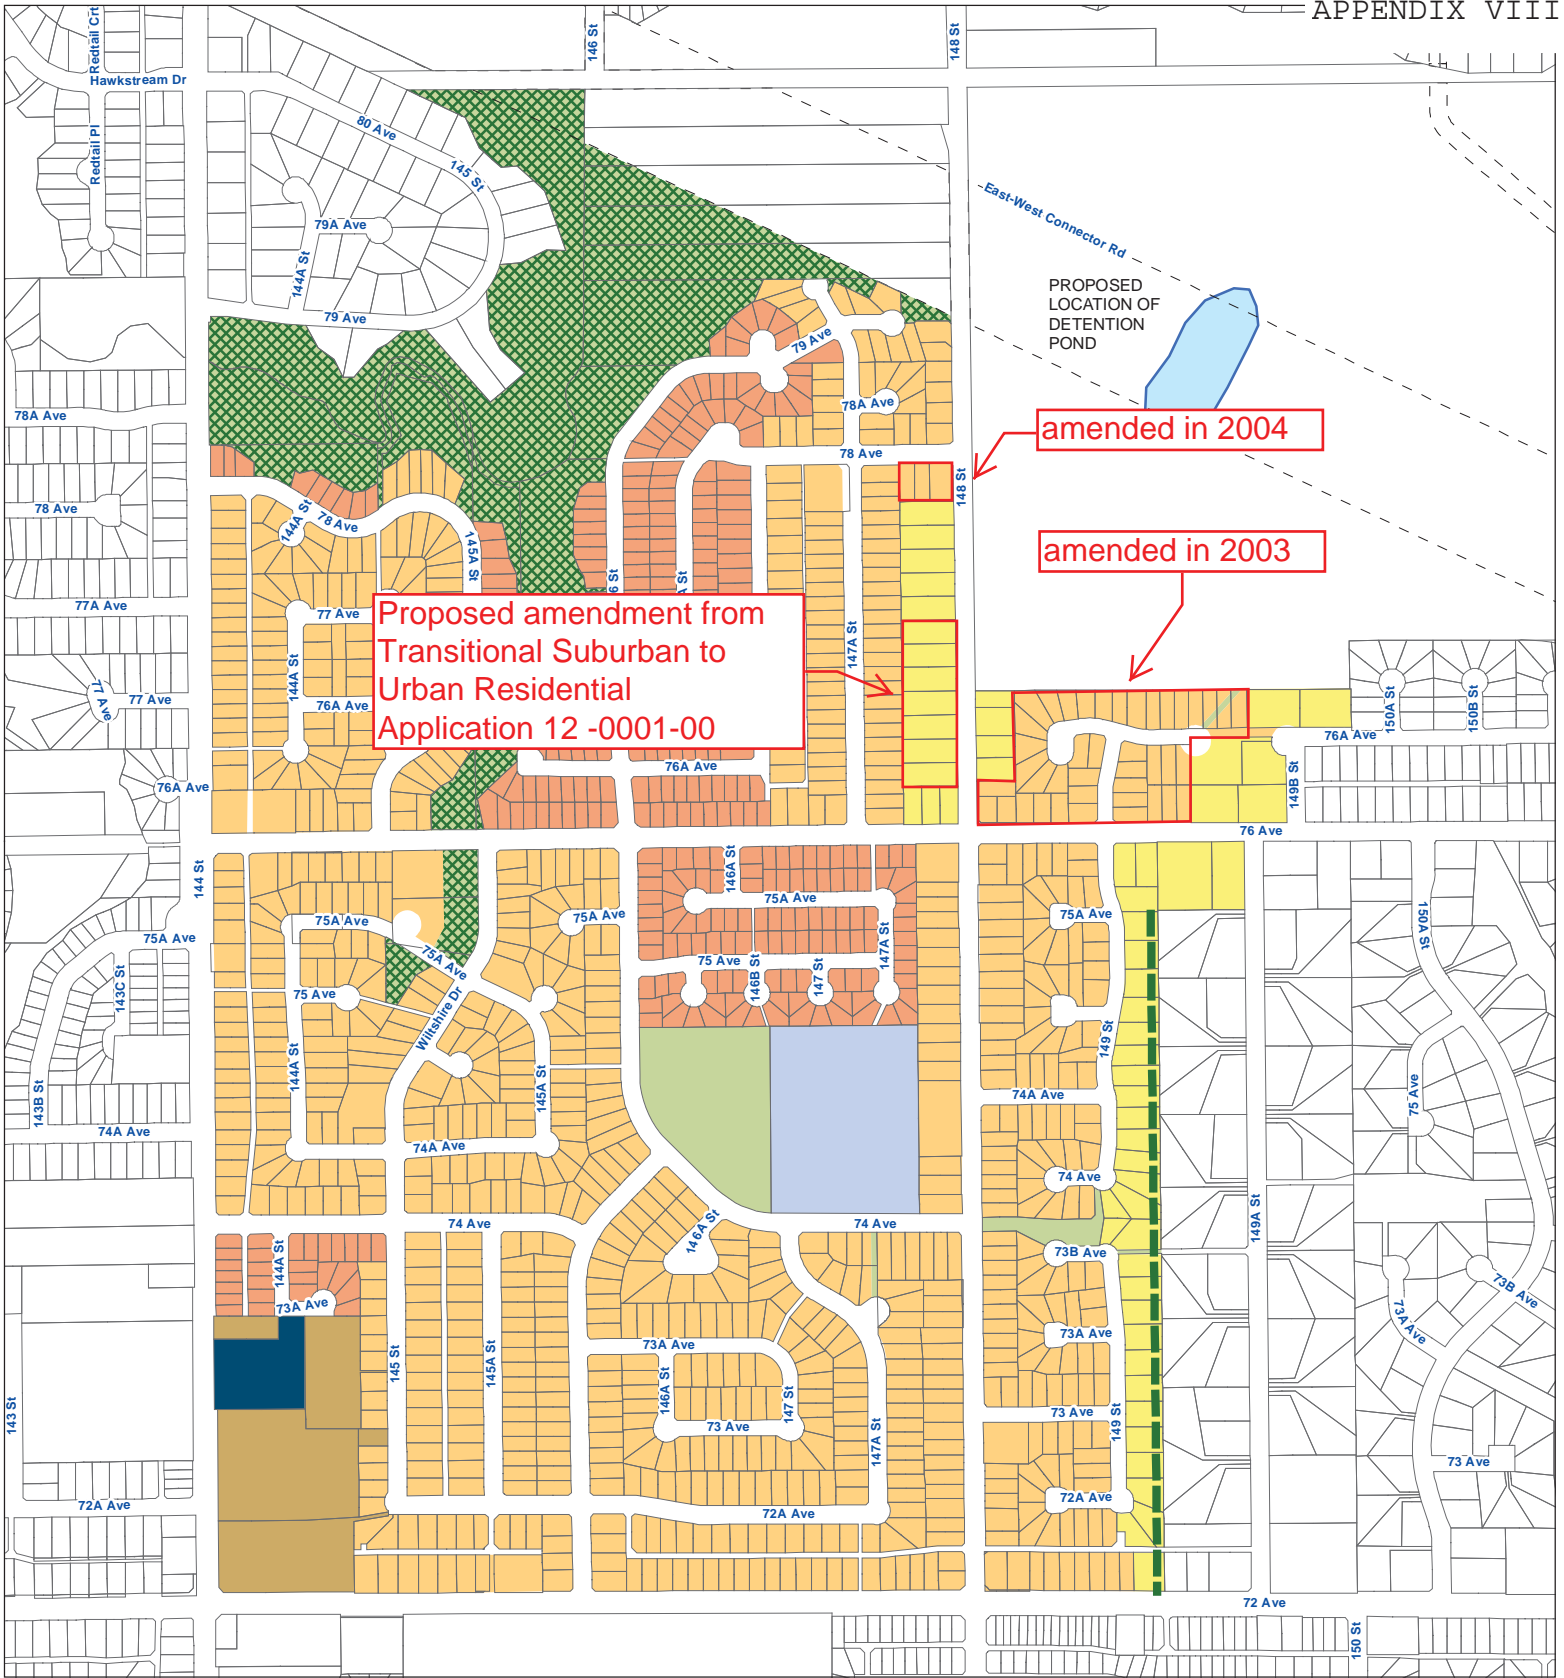 APPENDIX VIII
Redtail Crt
146 St
148 St
Hawkstream Dr
80 Ave
Redtail Pl
145 St
East-West Connector Rd
79A Ave
144A St
PROPOSED
LOCATION OF
DETENTION
POND
79 Ave
79 Ave
78A Ave
78A Ave
amended in 2004
78 Ave
148 St
78 Ave
144A St
78 Ave
145A St
amended in 2003
6 St
A St
77A Ave
77 Ave
Proposed amendment from
Transitional Suburban to
Urban Residential
Application 12 -0001-00
147A St
144A St
77 Ave
77 Ave
76A Ave
150A St
150B St
76A Ave
76A Ave
76A Ave
149B St
76 Ave
144 St
146A St
75A Ave
75A Ave
75A Ave
75A Ave
75A Ave
150A St
147A St
75A Ave
75 Ave
146B St
147 St
143C St
75 Ave
Wiltshire Dr
149 St
144A St
145A St
143B St
75 Ave
74A Ave
74A Ave
74A Ave
74 Ave
149A St
74 Ave
146A St
74 Ave
73B Ave
144A St
73B Ave
73A Ave
73A Ave
73A Ave
73A Ave
145 St
145A St
146A St
147 St
143 St
73 Ave
73 Ave
149 St
147A St
73 Ave
72A Ave
72A Ave
72A Ave
72 Ave
150 St